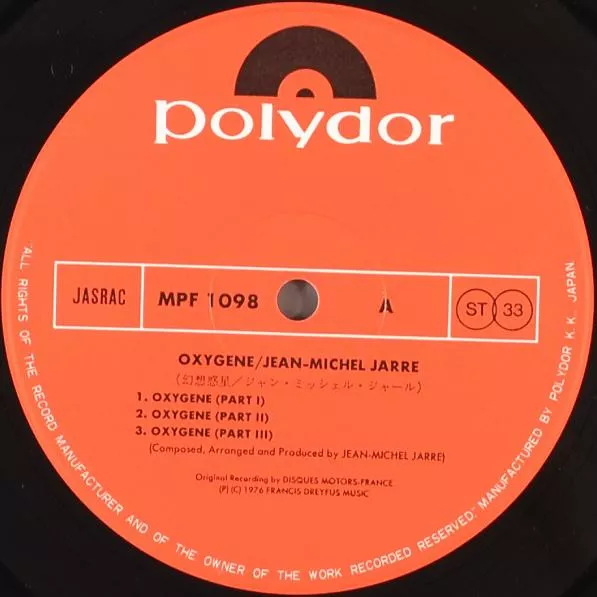 polydor
JASRAC
MPF 1098
A
ST 33
OXYGENE/JEAN-MICHEL JARRE
(幻想惑星/ジャン・ミッシェル・ジャール)
1. OXYGENE (PART I)
2. OXYGENE (PART II)
3. OXYGENE (PART III)
(Composed, Arranged and Produced by JEAN-MICHEL JARRE)
Original Recording by DISQUES MOTORS-FRANCE
(P) (C) 1976 FRANCIS DREYFUS MUSIC
"ALL RIGHTS OF THE RECORD MANUFACTURER AND OF THE OWNER OF THE WORK RECORDED RESERVED." MANUFACTURED BY POLYDOR K.K. JAPAN.